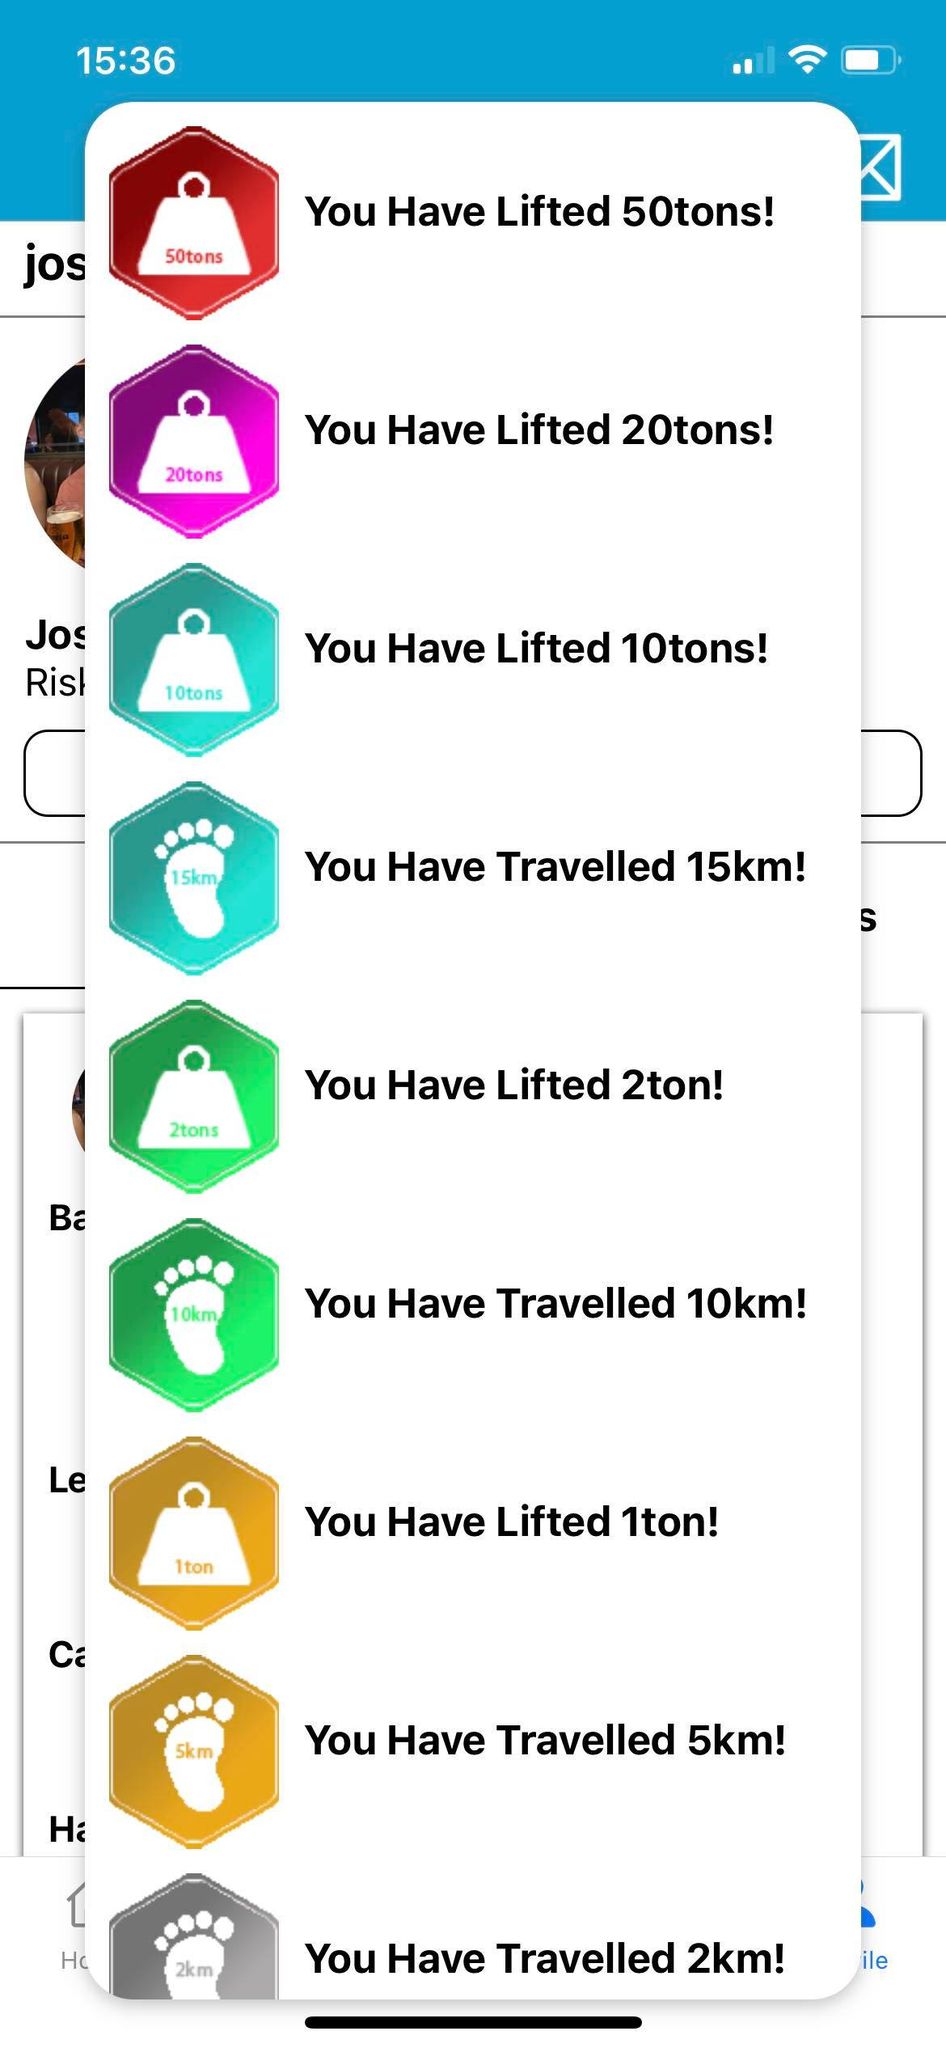 15:36
jos
50tons
You Have Lifted 50tons!
20tons
You Have Lifted 20tons!
Jos
Risk
10tons
You Have Lifted 10tons!
15km
You Have Travelled 15km!
s
2tons
You Have Lifted 2ton!
Ba
10km
You Have Travelled 10km!
Le
1ton
You Have Lifted 1ton!
Ca
5km
You Have Travelled 5km!
Ha
2km
You Have Travelled 2km!
Ho
ile